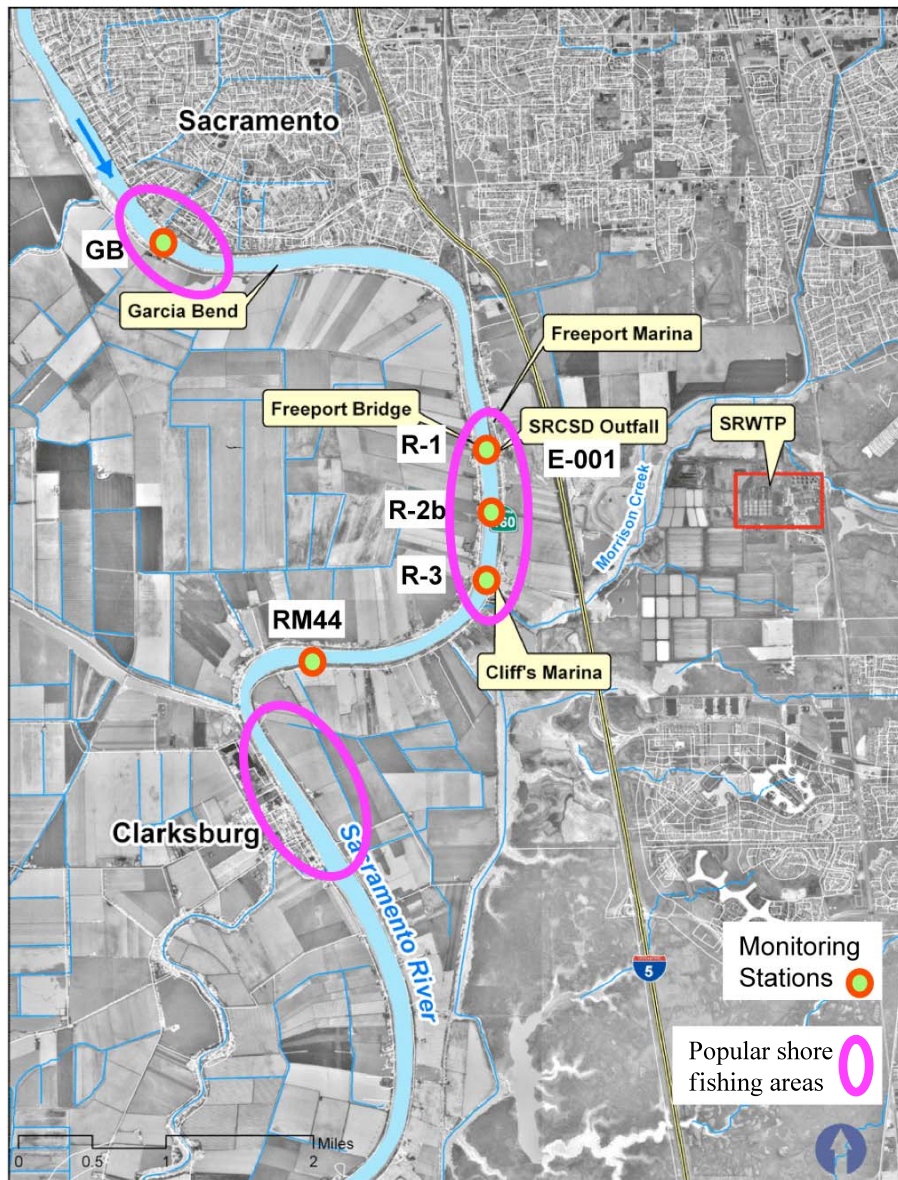 Sacramento
GB
Garcia Bend
Freeport Marina
Freeport Bridge
SRCSD Outfall
SRWTP
R-1
E-001
R-2b
160
Morrison Creek
R-3
RM44
Cliff's Marina
Clarksburg
Sacramento River
5
Monitoring
Stations
Popular shore
fishing areas
0 0.5 1 2 Miles